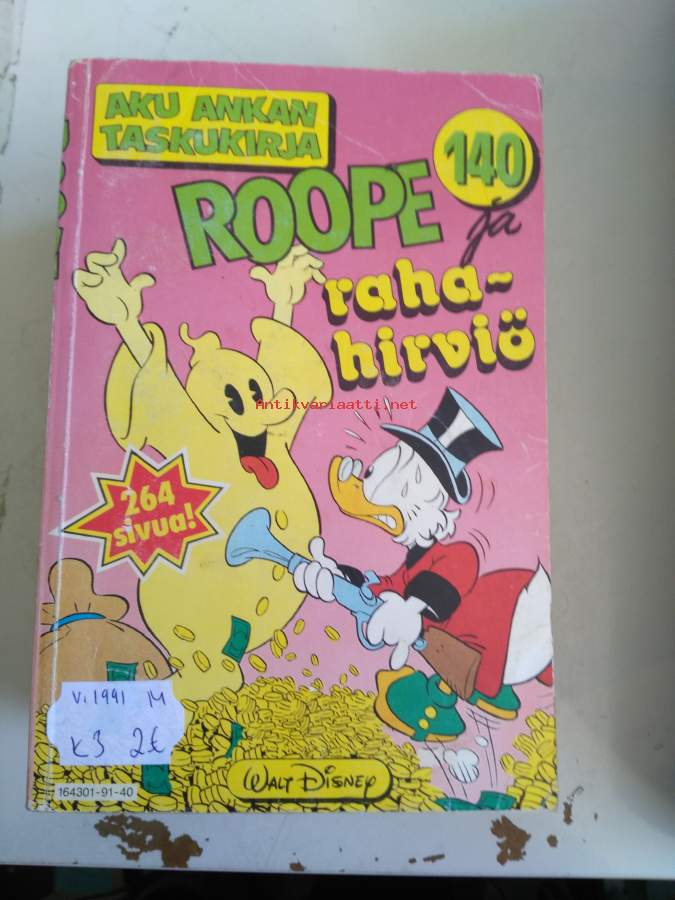 AKU ANKAN
TASKUKIRJA
140
ROOPE
ja
raha~
hirviö
Antikvariaatti.net
264
sivua!
V. 1991 M
K3 2€
164301-91-40
WALT DISNEY